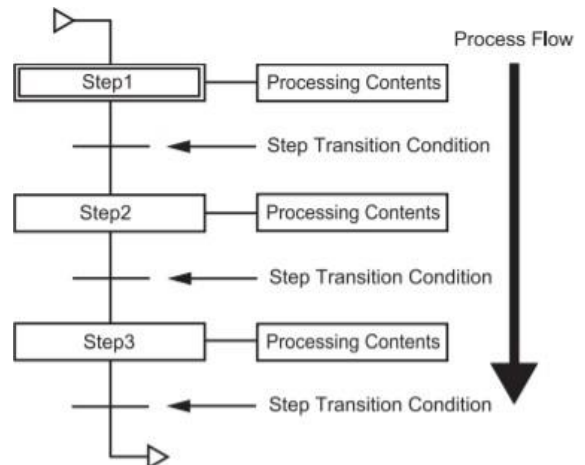 Process Flow
Step1
Processing Contents
Step Transition Condition
Step2
Processing Contents
Step Transition Condition
Step3
Processing Contents
Step Transition Condition